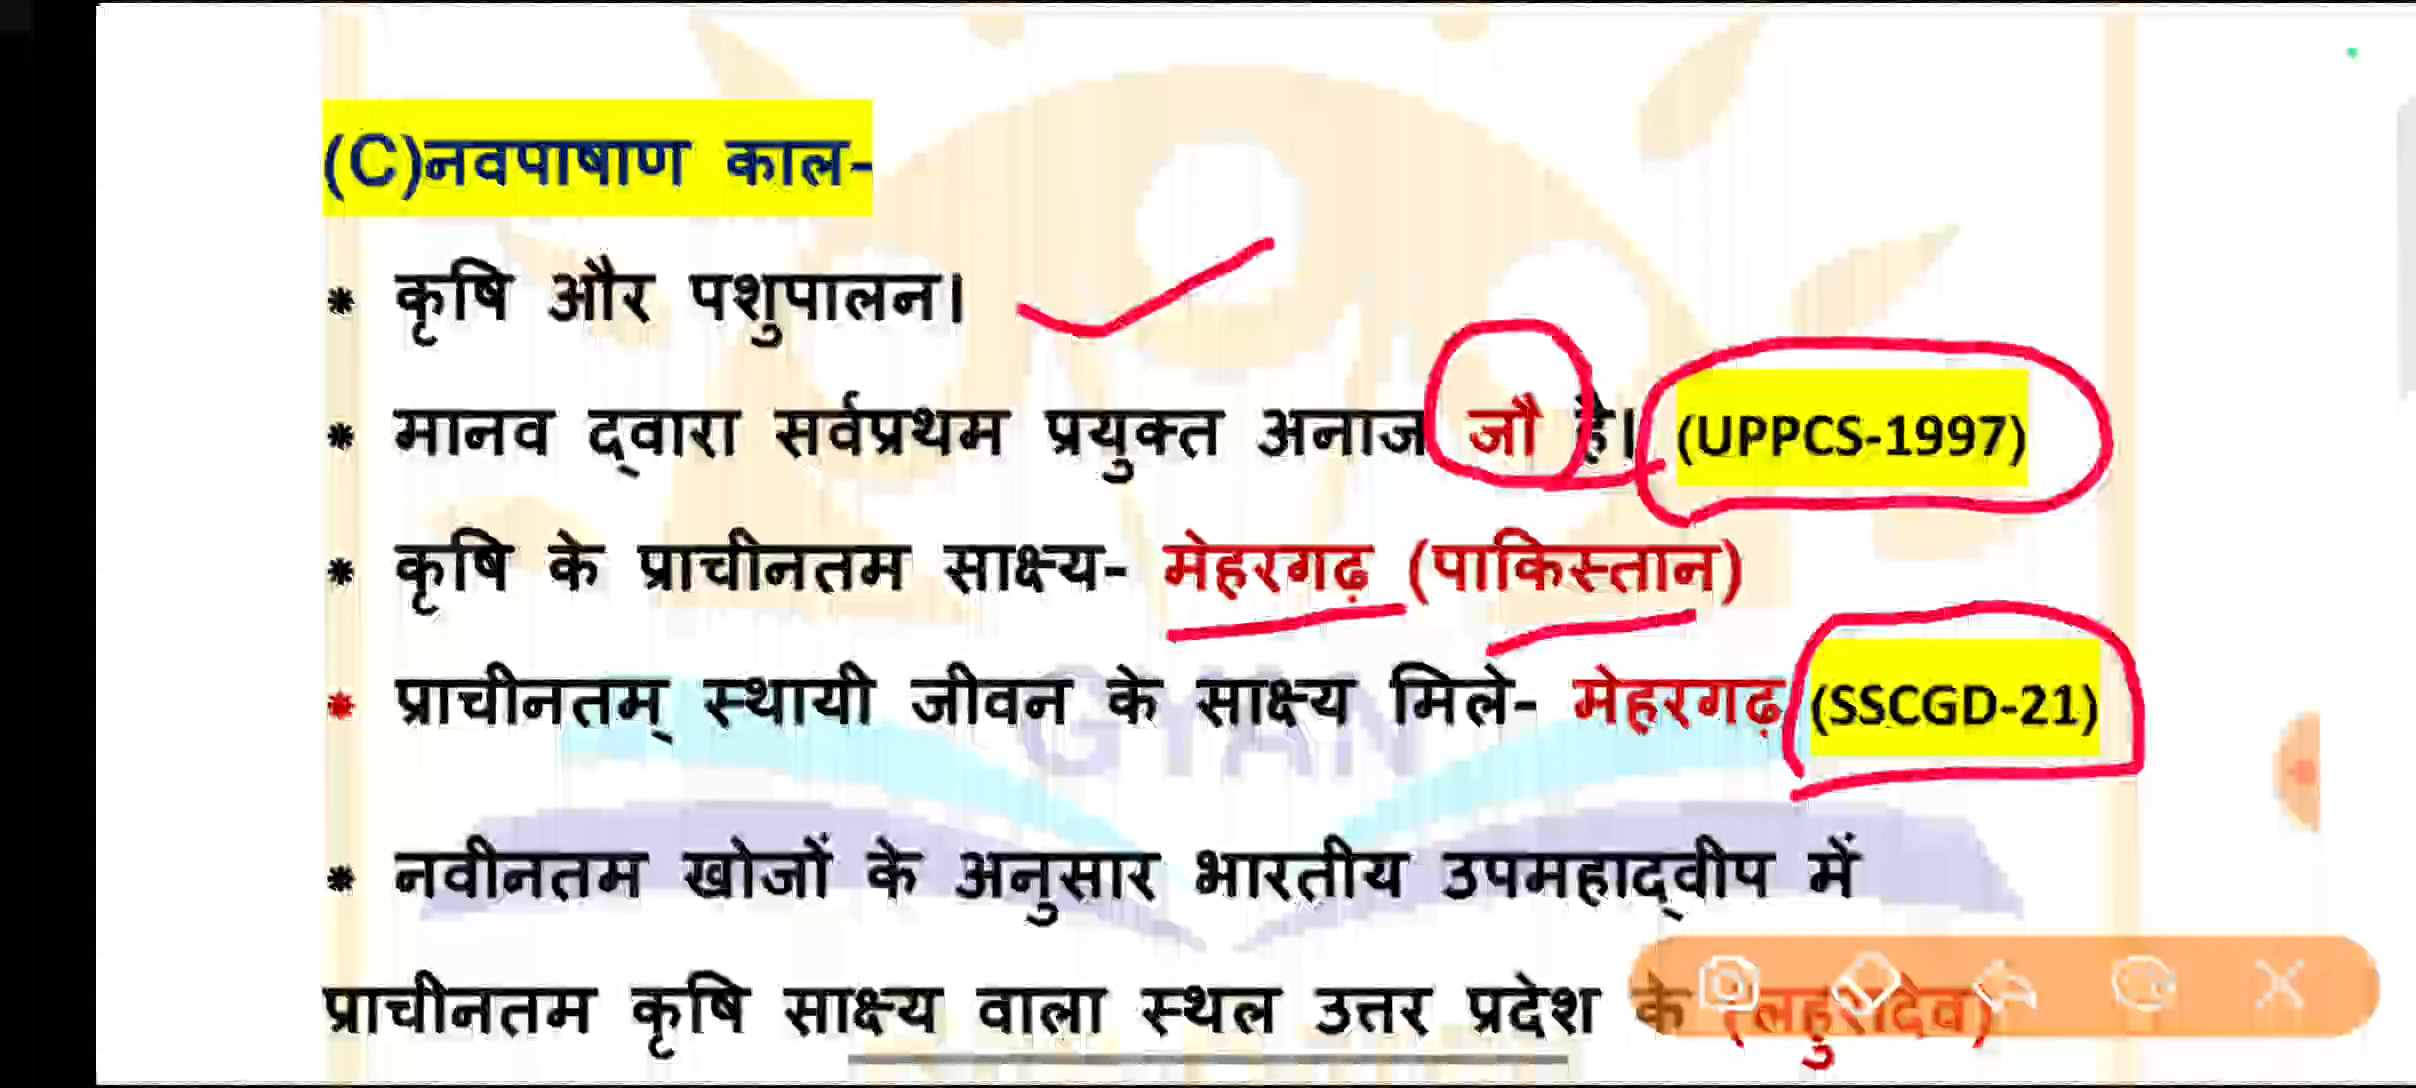 (C)नवपाषाण काल-
* कृषि और पशुपालन।
* मानव द्वारा सर्वप्रथम प्रयुक्त अनाज जौ है। (UPPCS-1997)
* कृषि के प्राचीनतम साक्ष्य- मेहरगढ़ (पाकिस्तान)
* प्राचीनतम् स्थायी जीवन के साक्ष्य मिले- मेहरगढ़ (SSCGD-21)
GYAN
* नवीनतम खोजों के अनुसार भारतीय उपमहाद्वीप में
प्राचीनतम कृषि साक्ष्य वाला स्थल उत्तर प्रदेश के (लहुरादेव)